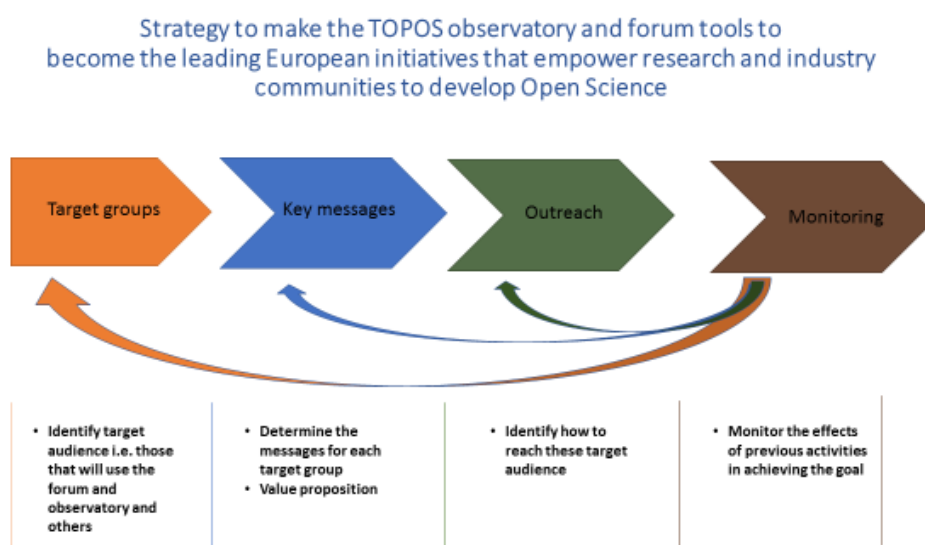 Strategy to make the TOPOS observatory and forum tools to
become the leading European initiatives that empower research and industry
communities to develop Open Science
Target groups
Key messages
Outreach
Monitoring
• Identify target
audience i.e. those
that will use the
forum and
observatory and
others
• Determine the
messages for each
target group
• Value proposition
• Identify how to
reach these target
audience
• Monitor the effects
of previous activities
in achieving the goal